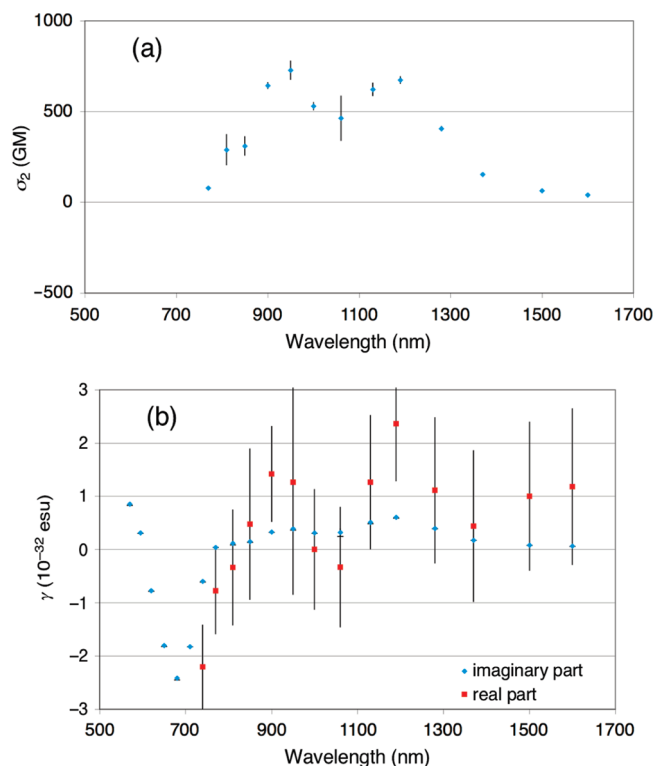 (a)
1000
500
0
−500
σ2 (GM)
500 700 900 1100 1300 1500 1700
Wavelength (nm)
(b)
3
2
1
0
−1
−2
−3
γ (10−32 esu)
imaginary part
real part
500 700 900 1100 1300 1500 1700
Wavelength (nm)